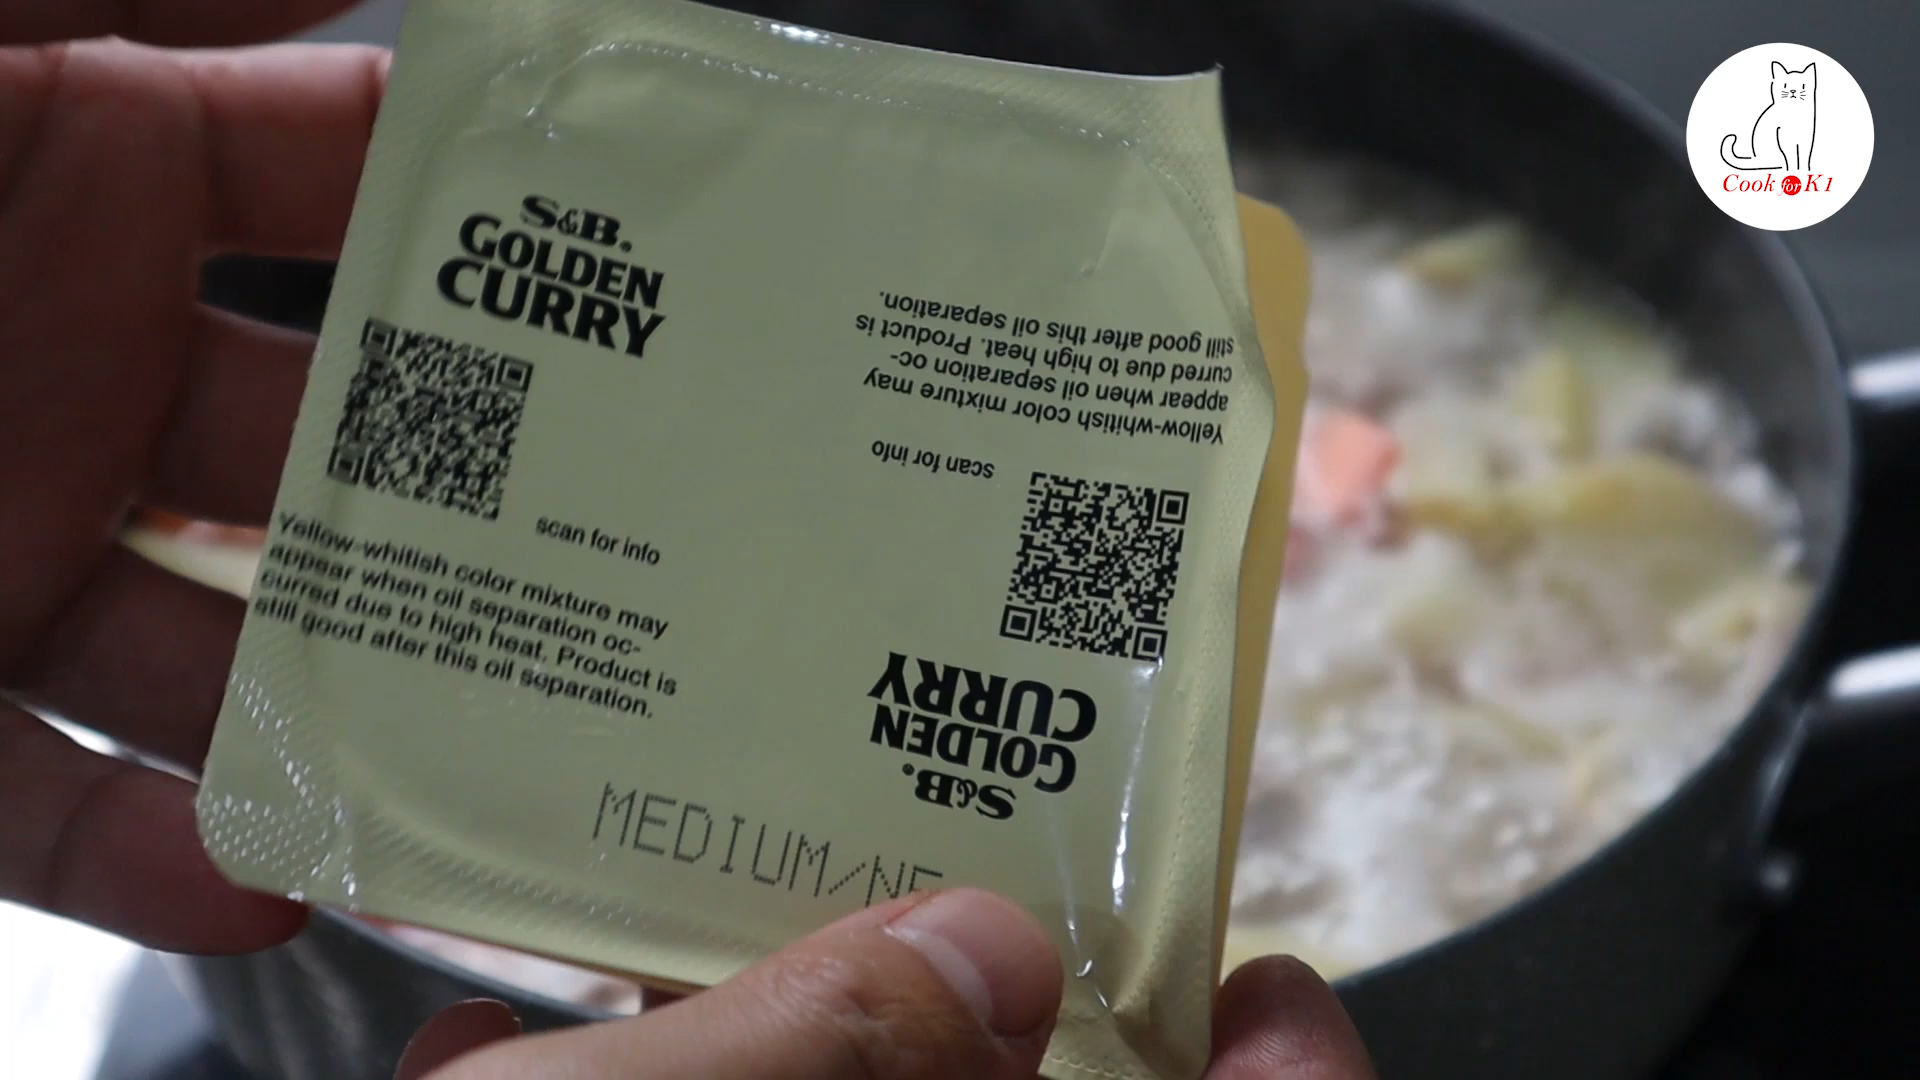 S&B.
GOLDEN
CURRY
scan for info
Yellow-whitish color mixture may
appear when oil separation oc-
curred due to high heat. Product is
still good after this oil separation.
S&B.
GOLDEN
CURRY
scan for info
Yellow-whitish color mixture may
appear when oil separation oc-
curred due to high heat. Product is
still good after this oil separation.
MEDIUM/
Cook for K1